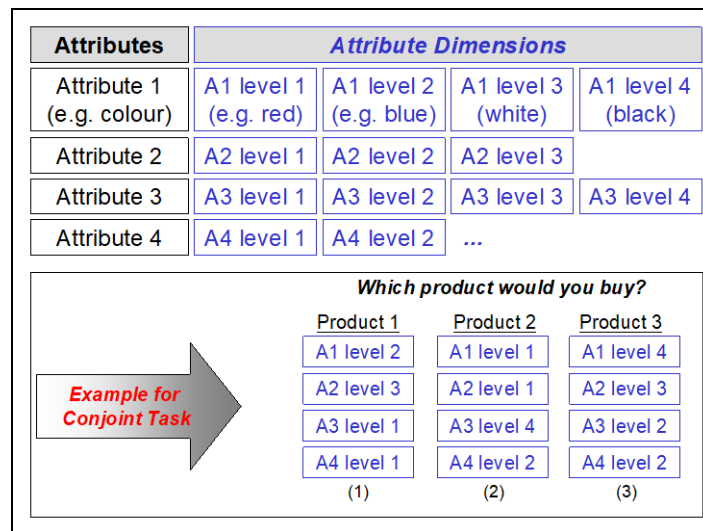 Attributes Attribute Dimensions
Attribute 1 A1 level 1 A1 level 2 A1 level 3 A1 level 4
(e.g. colour) (e.g. red) (e.g. blue) (white) (black)
Attribute 2 A2 level 1 A2 level 2 A2 level 3
Attribute 3 A3 level 1 A3 level 2 A3 level 3 A3 level 4
Attribute 4 A4 level 1 A4 level 2 ...
Which product would you buy?
Product 1 Product 2 Product 3
A1 level 2 A1 level 1 A1 level 4
Example for
Conjoint Task
A2 level 3 A2 level 1 A2 level 3
A3 level 1 A3 level 4 A3 level 2
A4 level 1 A4 level 2 A4 level 2
(1) (2) (3)